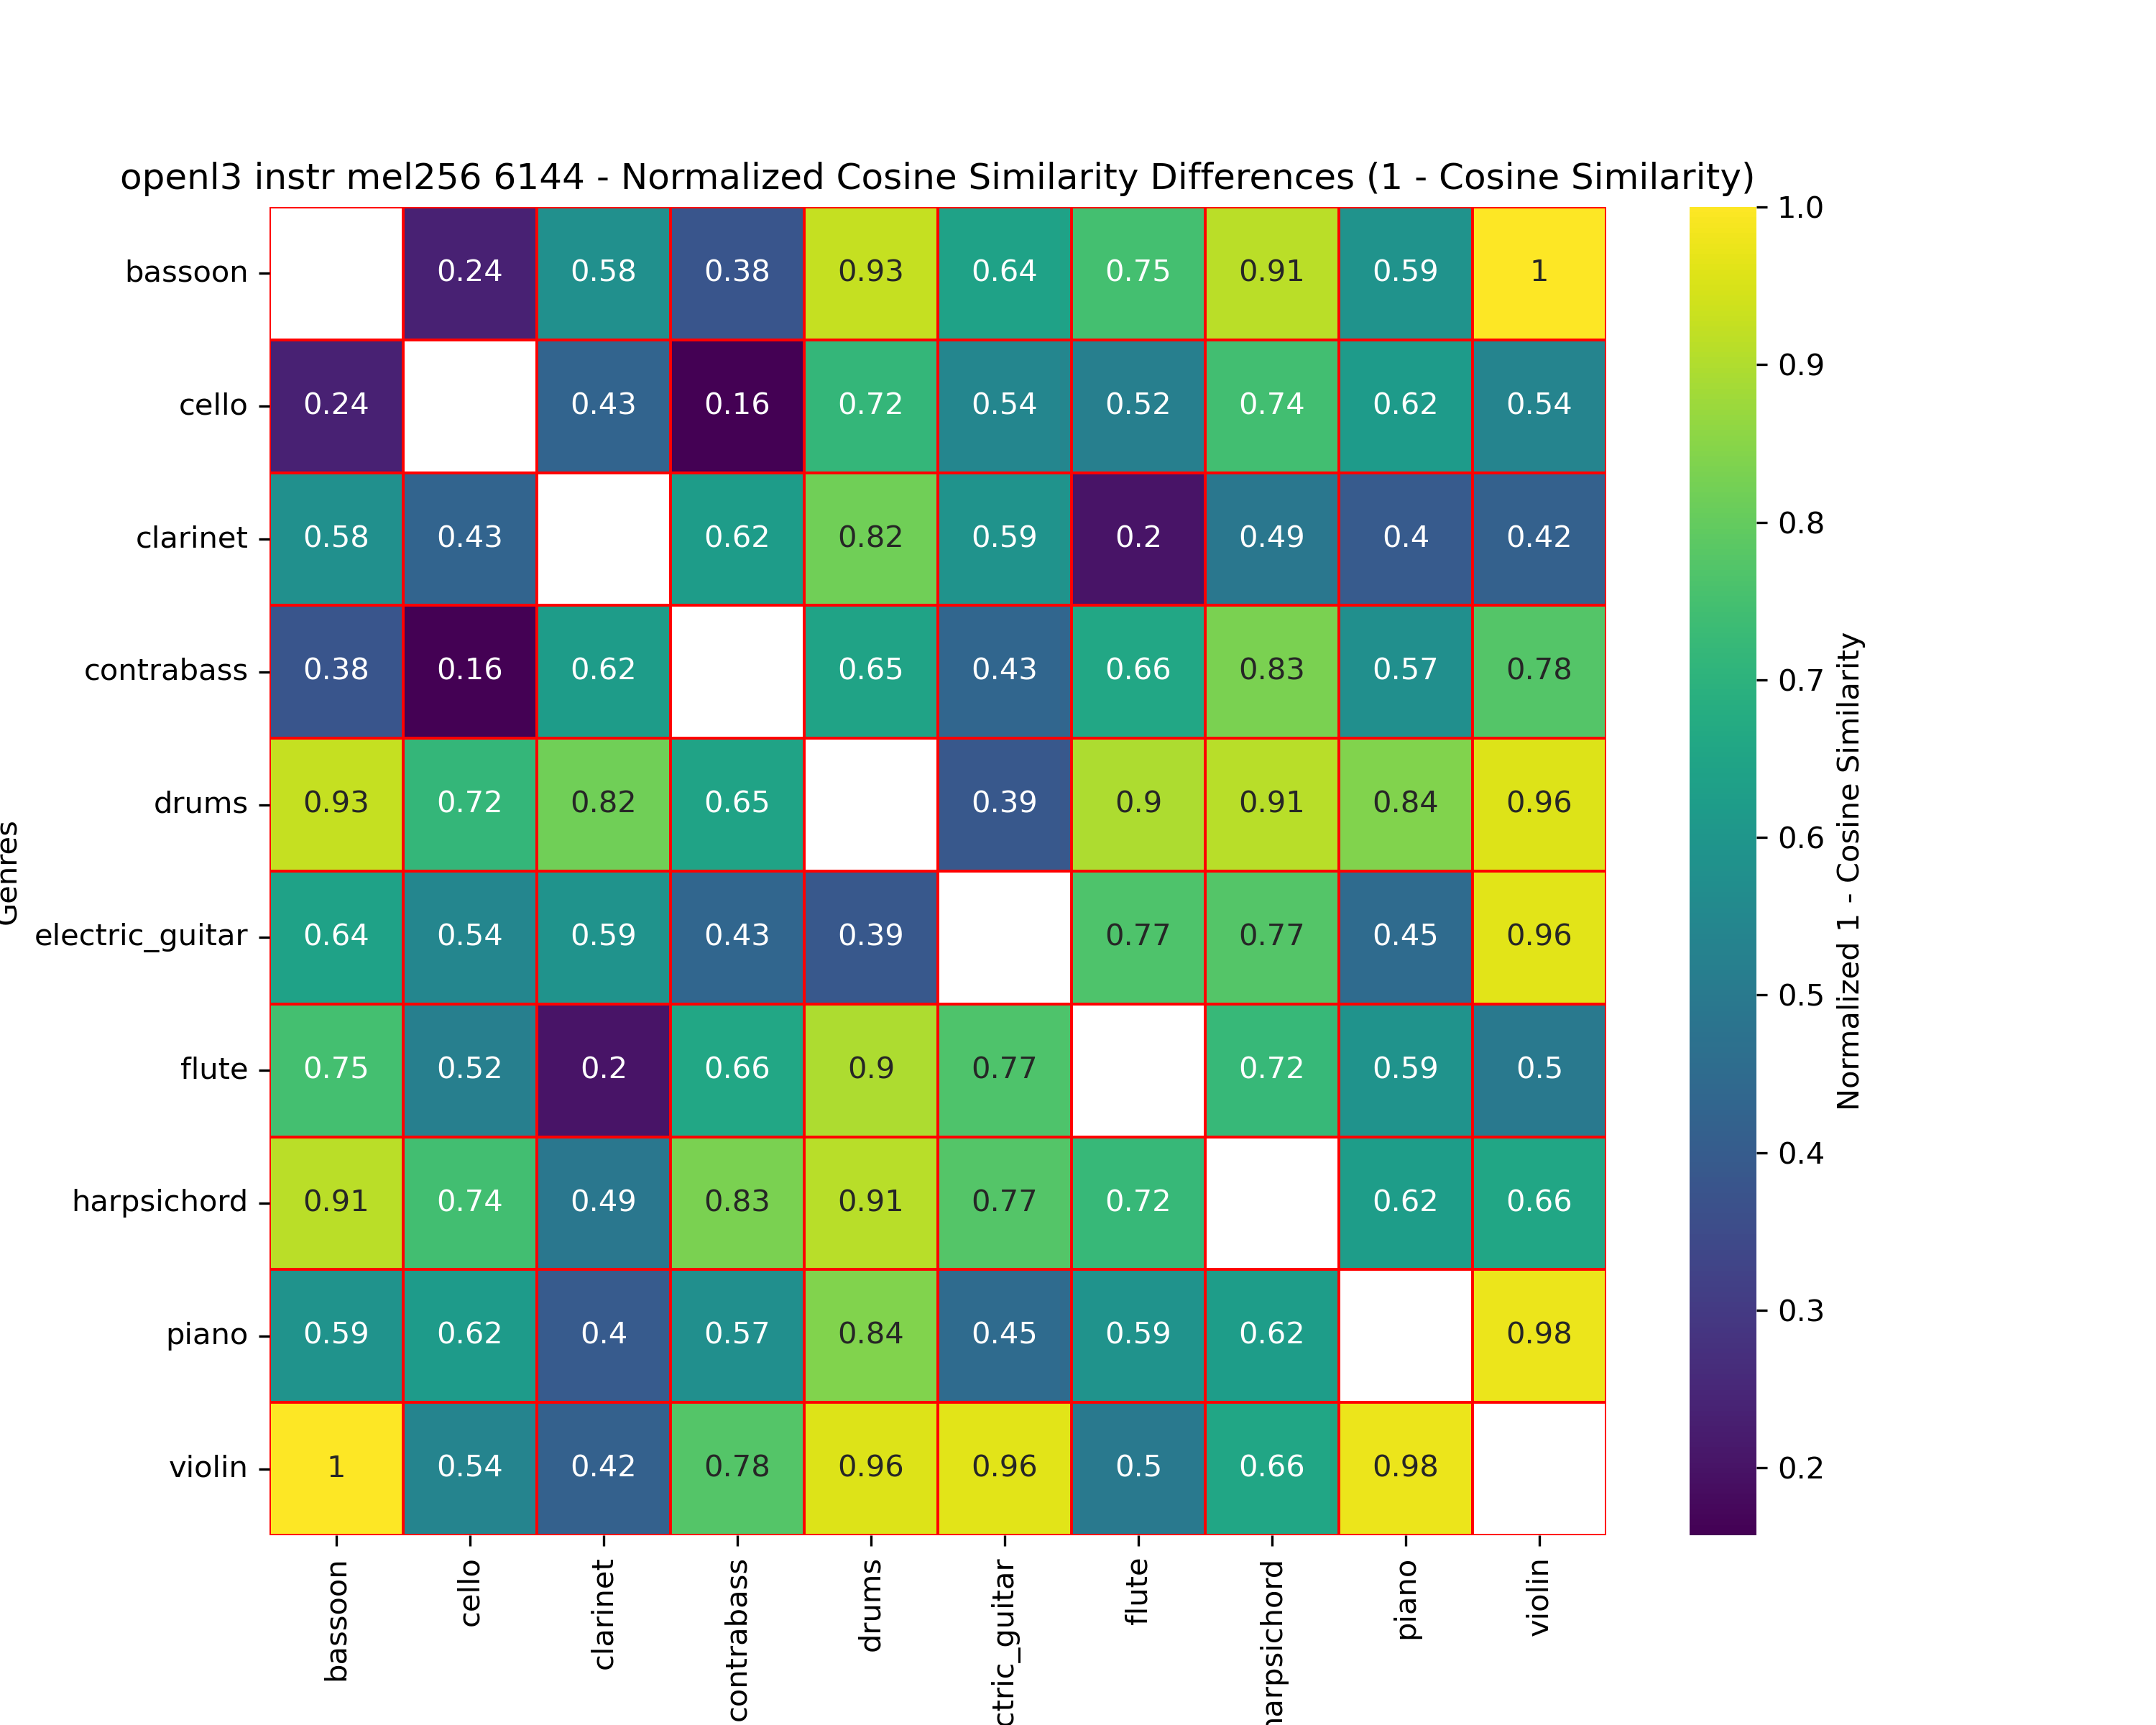 openl3 instr mel256 6144 - Normalized Cosine Similarity Differences (1 - Cosine Similarity)
Genres
bassoon 0.24 0.58 0.38 0.93 0.64 0.75 0.91 0.59 1
cello 0.24 0.43 0.16 0.72 0.54 0.52 0.74 0.62 0.54
clarinet 0.58 0.43 0.62 0.82 0.59 0.2 0.49 0.4 0.42
contrabass 0.38 0.16 0.62 0.65 0.43 0.66 0.83 0.57 0.78
drums 0.93 0.72 0.82 0.65 0.39 0.9 0.91 0.84 0.96
electric_guitar 0.64 0.54 0.59 0.43 0.39 0.77 0.77 0.45 0.96
flute 0.75 0.52 0.2 0.66 0.9 0.77 0.72 0.59 0.5
harpsichord 0.91 0.74 0.49 0.83 0.91 0.77 0.72 0.62 0.66
piano 0.59 0.62 0.4 0.57 0.84 0.45 0.59 0.62 0.98
violin 1 0.54 0.42 0.78 0.96 0.96 0.5 0.66 0.98
bassoon
cello
clarinet
contrabass
drums
ctric_guitar
flute
harpsichord
piano
violin
1.0
0.9
0.8
0.7
0.6
0.5
0.4
0.3
0.2
Normalized 1 - Cosine Similarity